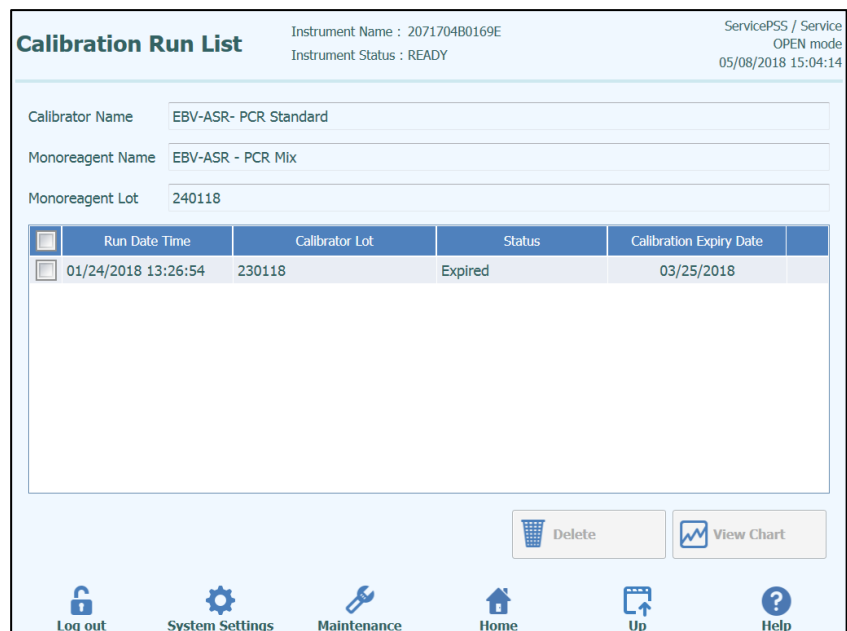 Calibration Run List
Instrument Name : 2071704B0169E
Instrument Status : READY
ServicePSS / Service
OPEN mode
05/08/2018 15:04:14
Calibrator Name EBV-ASR- PCR Standard
Monoreagent Name EBV-ASR - PCR Mix
Monoreagent Lot 240118
Run Date Time Calibrator Lot Status Calibration Expiry Date
01/24/2018 13:26:54 230118 Expired 03/25/2018
Delete View Chart
Log out System Settings Maintenance Home Up Help